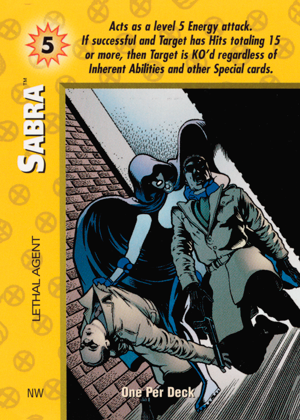 5
Acts as a level 5 Energy attack.
If successful and Target has Hits totaling 15
or more, then Target is KO'd regardless of
Inherent Abilities and other Special cards.
SABRA™
LETHAL AGENT
NW
One Per Deck